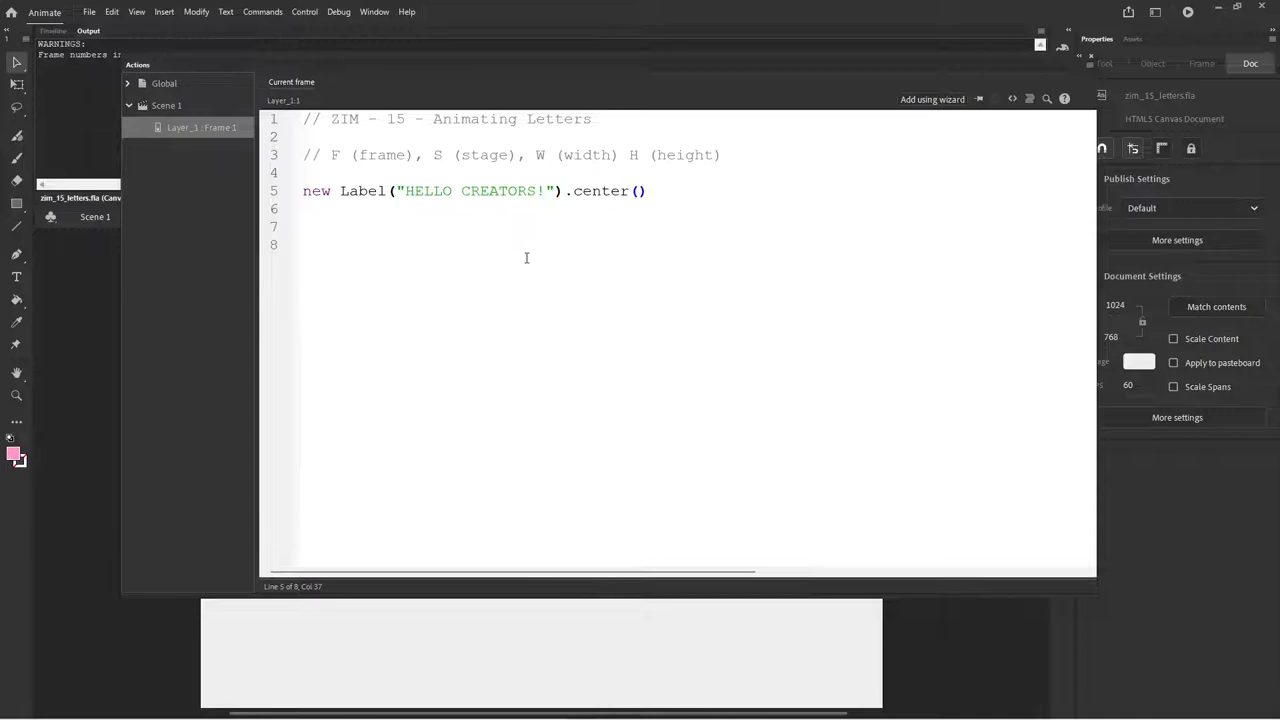 Animate File Edit View Insert Modify Text Commands Control Debug Window Help
Timeline Output
WARNINGS:
Frame numbers in
Actions
Global
Scene 1
Layer_1 : Frame 1
zim_15_letters.fla (Canv
Scene 1
Current frame
Layer_1:1
Add using wizard
1 // ZIM - 15 - Animating Letters
2
3 // F (frame), S (stage), W (width) H (height)
4
5 new Label("HELLO CREATORS!").center()
6
7
8
Line 5 of 8, Col 37
Properties Assets
Tool Object Frame Doc
zim_15_letters.fla
HTML5 Canvas Document
Publish Settings
ofile Default
More settings
Document Settings
1024 Match contents
768 Scale Content
age Apply to pasteboard
PS 60 Scale Spans
More settings